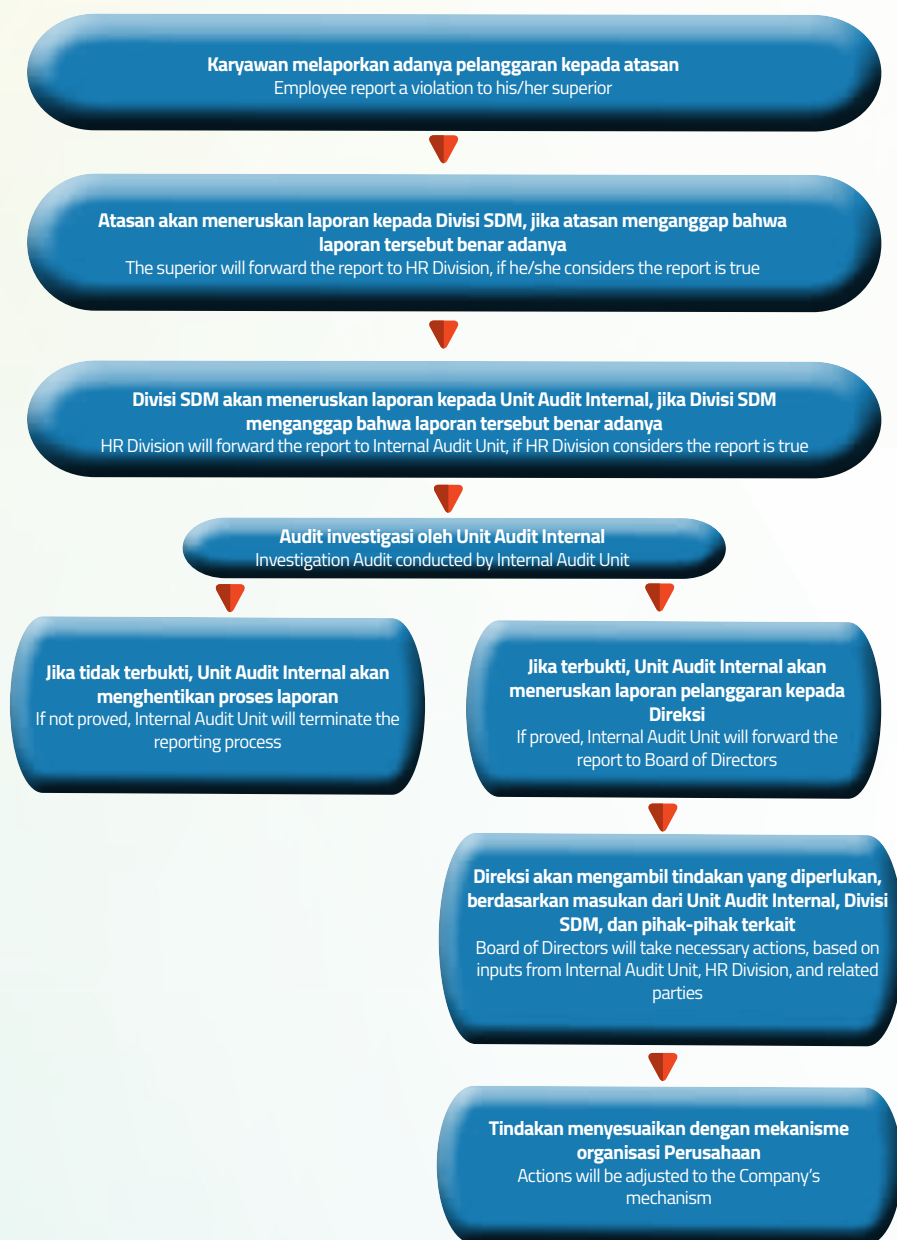 Karyawan melaporkan adanya pelanggaran kepada atasan
Employee report a violation to his/her superior
Atasan akan meneruskan laporan kepada Divisi SDM, jika atasan menganggap bahwa
laporan tersebut benar adanya
The superior will forward the report to HR Division, if he/she considers the report is true
Divisi SDM akan meneruskan laporan kepada Unit Audit Internal, jika Divisi SDM
menganggap bahwa laporan tersebut benar adanya
HR Division will forward the report to Internal Audit Unit, if HR Division considers the report is true
Audit investigasi oleh Unit Audit Internal
Investigation Audit conducted by Internal Audit Unit
Jika tidak terbukti, Unit Audit Internal akan
menghentikan proses laporan
If not proved, Internal Audit Unit will terminate the
reporting process
Jika terbukti, Unit Audit Internal akan
meneruskan laporan pelanggaran kepada
Direksi
If proved, Internal Audit Unit will forward the
report to Board of Directors
Direksi akan mengambil tindakan yang diperlukan,
berdasarkan masukan dari Unit Audit Internal, Divisi
SDM, dan pihak-pihak terkait
Board of Directors will take necessary actions, based on
inputs from Internal Audit Unit, HR Division, and related
parties
Tindakan menyesuaikan dengan mekanisme
organisasi Perusahaan
Actions will be adjusted to the Company’s
mechanism